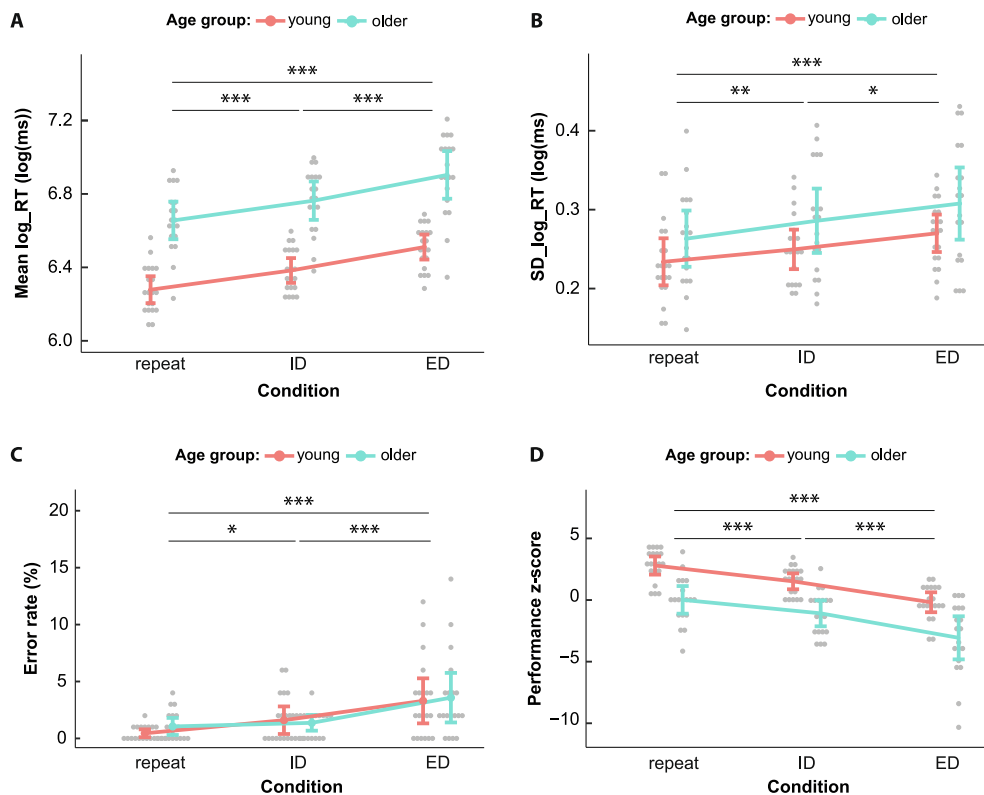 A
Age group: young older
Mean log_RT (log(ms))
7.2
6.8
6.4
6.0
***
*** ***
repeat ID ED
Condition
B
Age group: young older
SD_log_RT (log(ms)
0.4
0.3
0.2
***
** *
repeat ID ED
Condition
C
Age group: young older
Error rate (%)
20
15
10
5
0
***
* ***
repeat ID ED
Condition
D
Age group: young older
Performance z-score
5
0
−5
−10
***
*** ***
repeat ID ED
Condition